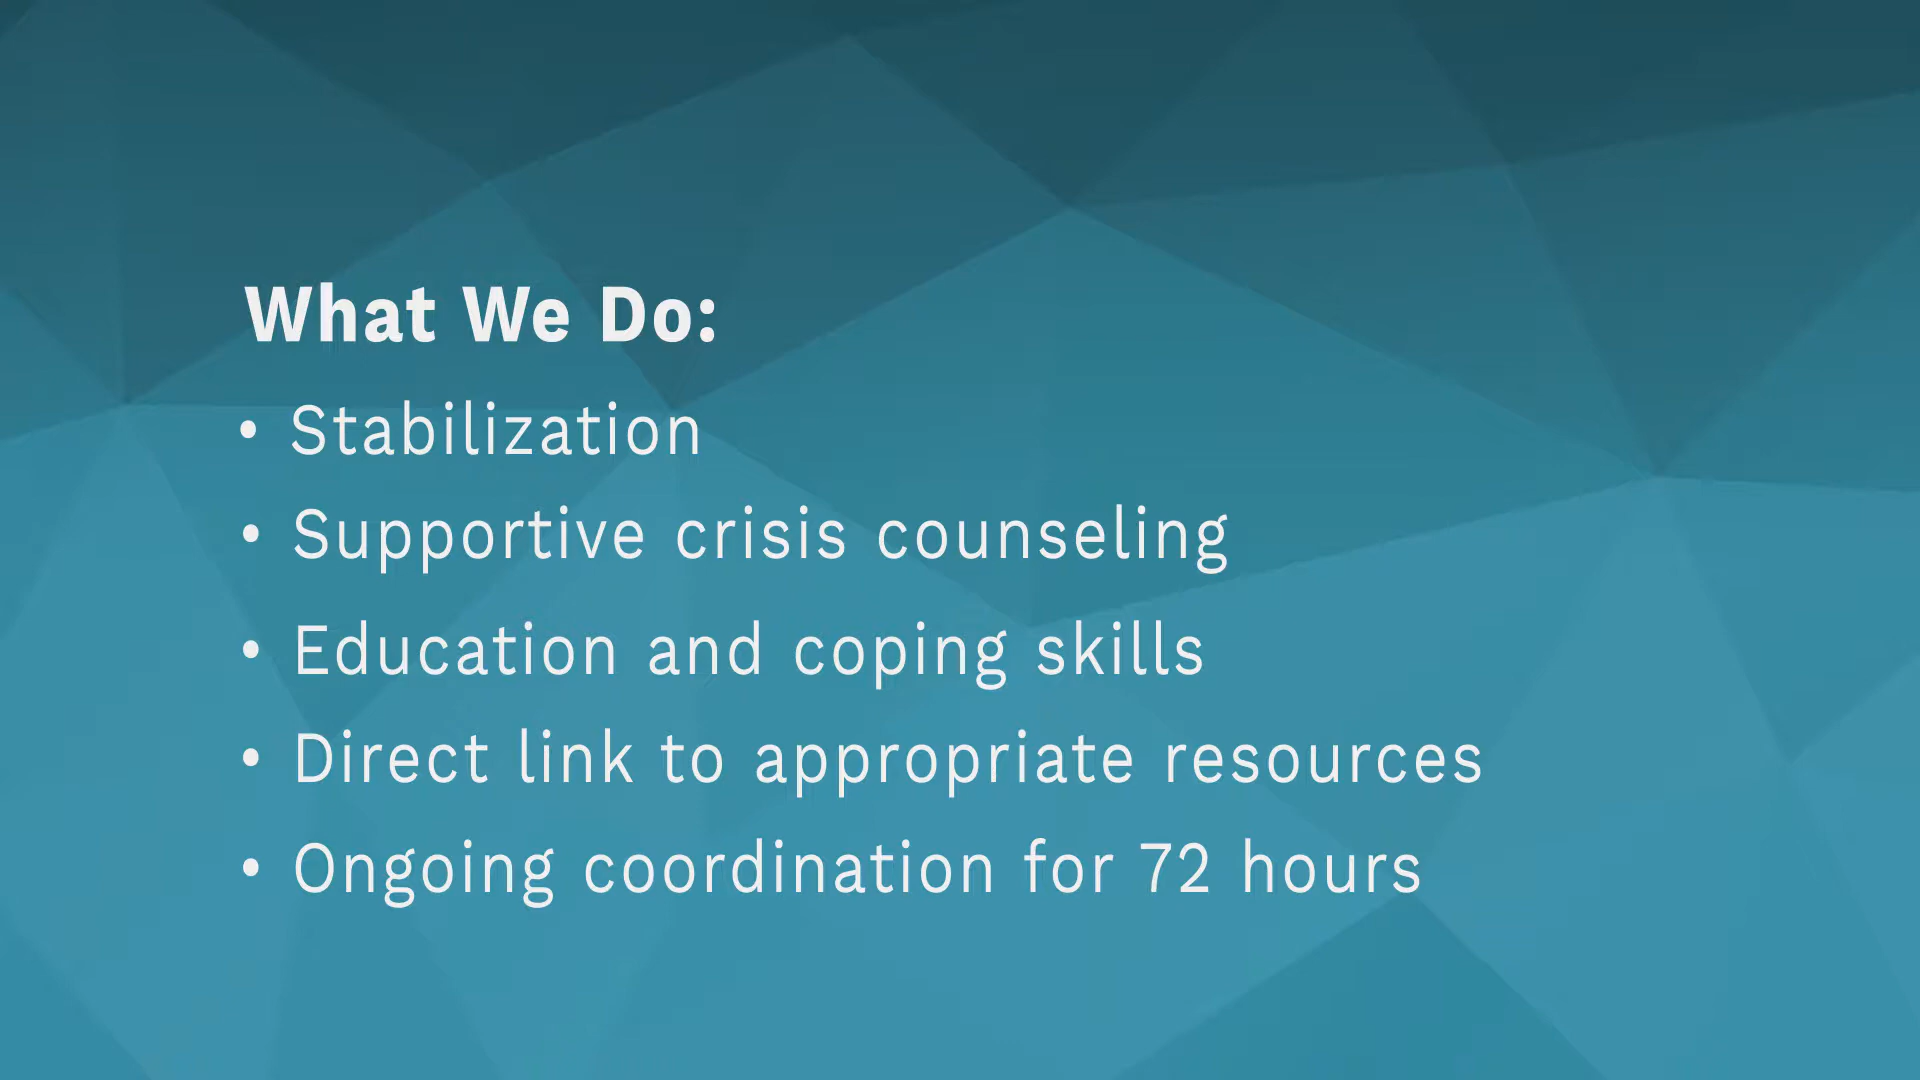 What We Do:
• Stabilization
• Supportive crisis counseling
• Education and coping skills
• Direct link to appropriate resources
• Ongoing coordination for 72 hours